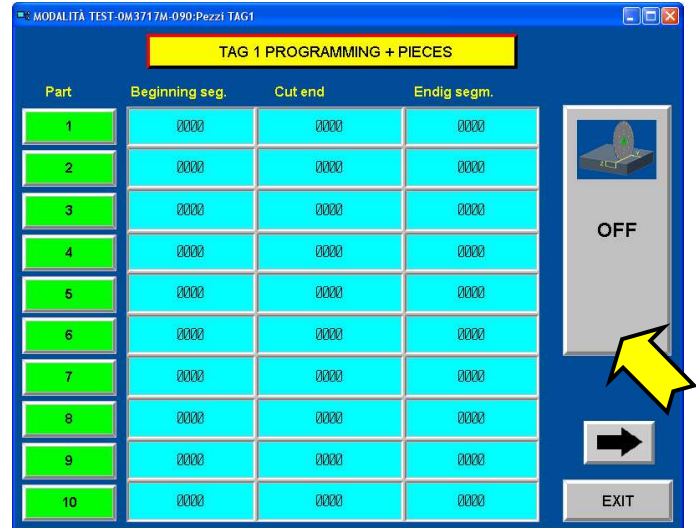 MODALITÀ TEST-0M3717M-090:Pezzi TAG1
TAG 1 PROGRAMMING + PIECES
Part Beginning seg. Cut end Endig segm.
1 0000 0000 0000
2 0000 0000 0000
3 0000 0000 0000
4 0000 0000 0000
5 0000 0000 0000
6 0000 0000 0000
7 0000 0000 0000
8 0000 0000 0000
9 0000 0000 0000
10 0000 0000 0000
OFF
EXIT